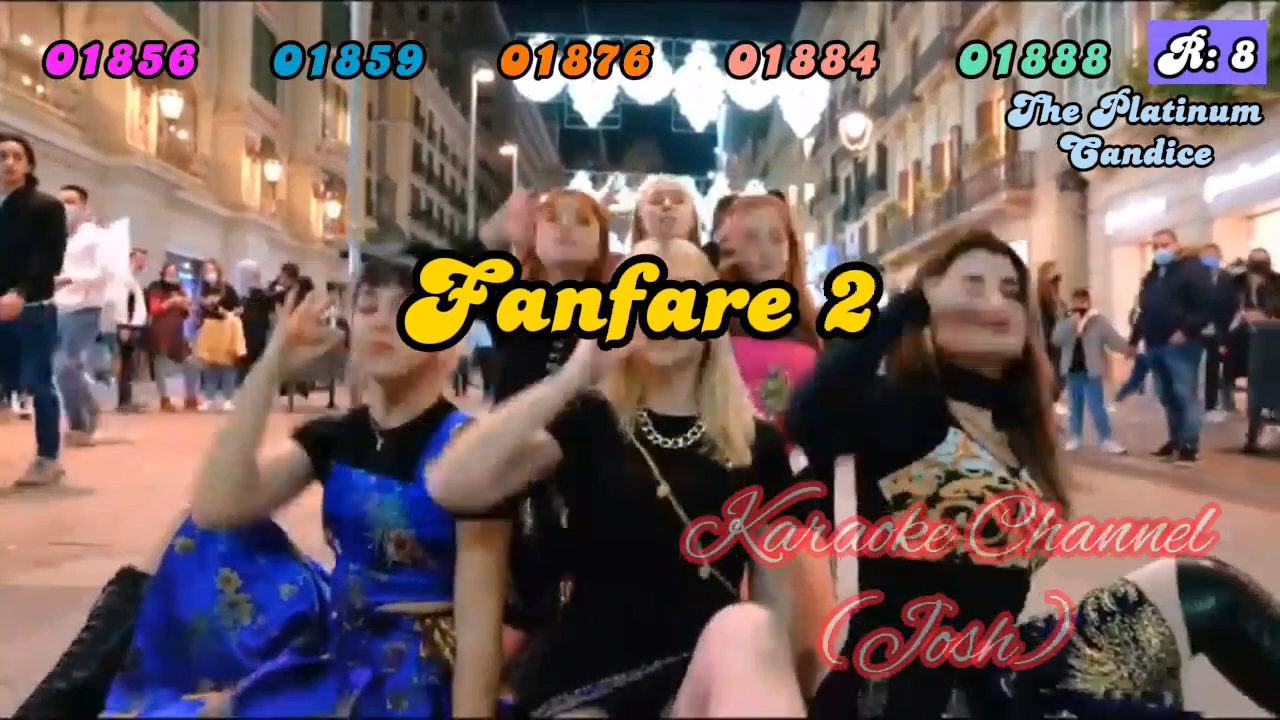 01856 01859 01876 01884 01888 R: 8
The Platinum
Candice
Fanfare 2
Karaoke Channel
(Josh)